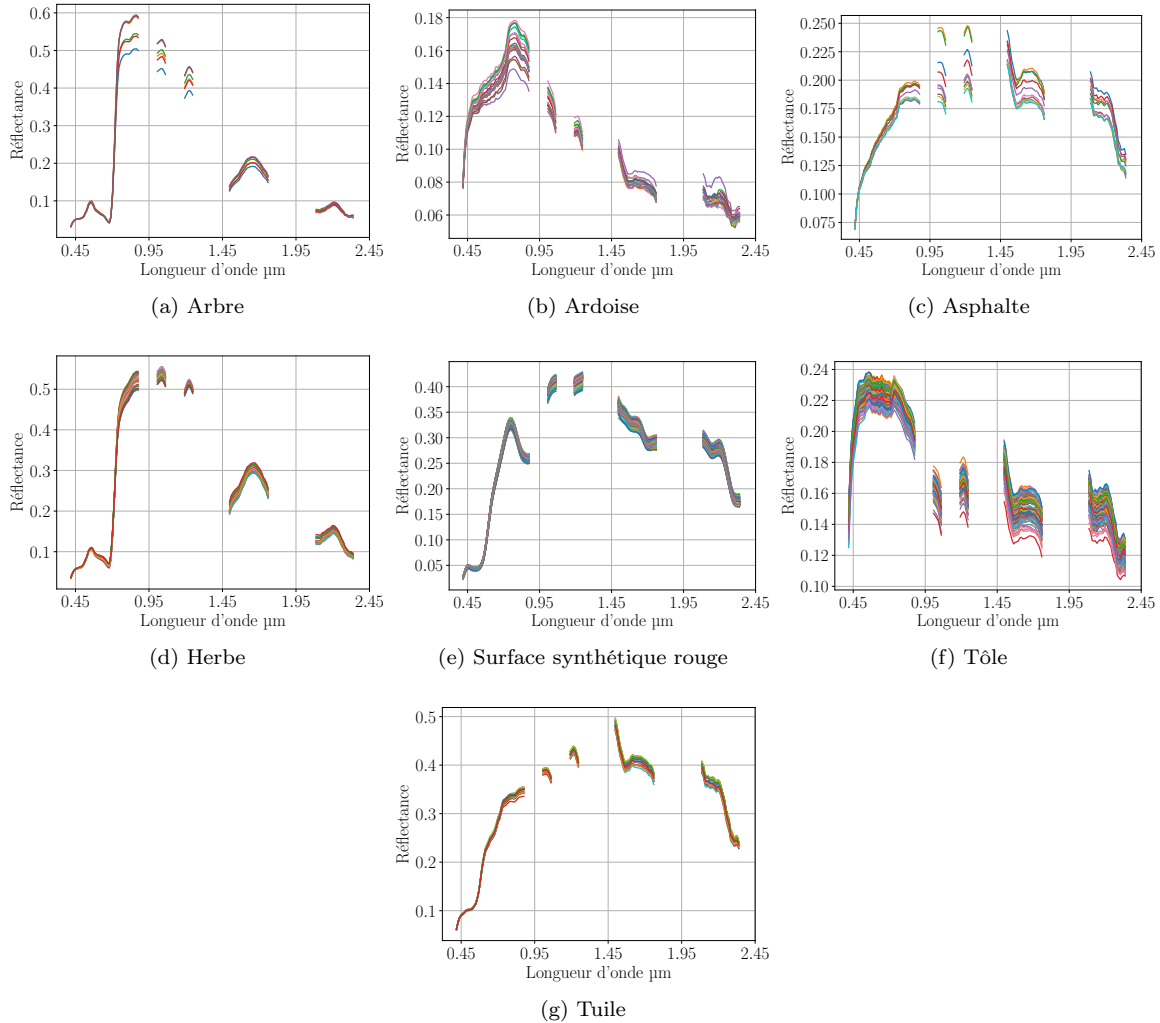 0.6
0.5
0.4
0.3
0.2
0.1
Réflectance
0.45 0.95 1.45 1.95 2.45
Longueur d'onde µm
(a) Arbre
0.18
0.16
0.14
0.12
0.10
0.08
0.06
Réflectance
0.45 0.95 1.45 1.95 2.45
Longueur d'onde µm
(b) Ardoise
0.250
0.225
0.200
0.175
0.150
0.125
0.100
0.075
Réflectance
0.45 0.95 1.45 1.95 2.45
Longueur d'onde µm
(c) Asphalte
0.5
0.4
0.3
0.2
0.1
Réflectance
0.45 0.95 1.45 1.95 2.45
Longueur d'onde µm
(d) Herbe
0.40
0.35
0.30
0.25
0.20
0.15
0.10
0.05
Réflectance
0.45 0.95 1.45 1.95 2.45
Longueur d'onde µm
(e) Surface synthétique rouge
0.24
0.22
0.20
0.18
0.16
0.14
0.12
0.10
Réflectance
0.45 0.95 1.45 1.95 2.45
Longueur d'onde µm
(f) Tôle
0.5
0.4
0.3
0.2
0.1
Réflectance
0.45 0.95 1.45 1.95 2.45
Longueur d'onde µm
(g) Tuile